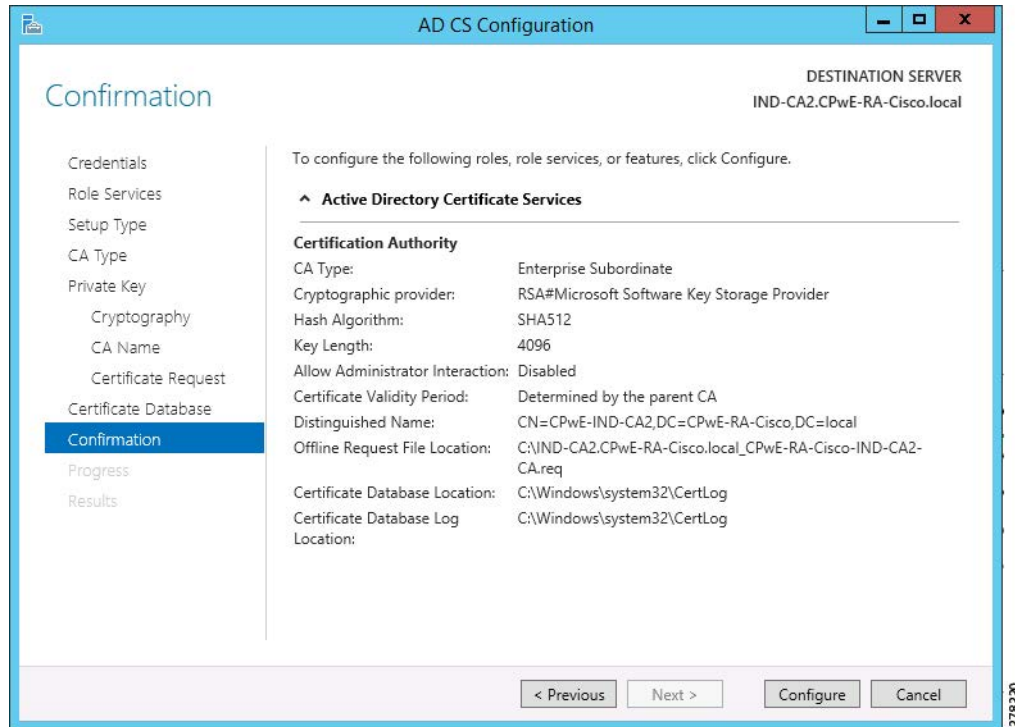 AD CS Configuration
Confirmation
DESTINATION SERVER
IND-CA2.CPwE-RA-Cisco.local
Credentials
Role Services
Setup Type
CA Type
Private Key
Cryptography
CA Name
Certificate Request
Certificate Database
Confirmation
Progress
Results
To configure the following roles, role services, or features, click Configure.
Active Directory Certificate Services
Certification Authority
CA Type: Enterprise Subordinate
Cryptographic provider: RSA#Microsoft Software Key Storage Provider
Hash Algorithm: SHA512
Key Length: 4096
Allow Administrator Interaction: Disabled
Certificate Validity Period: Determined by the parent CA
Distinguished Name: CN=CPwE-IND-CA2,DC=CPwE-RA-Cisco,DC=local
Offline Request File Location: C:\IND-CA2.CPwE-RA-Cisco.local_CPwE-RA-Cisco-IND-CA2-
CA.req
Certificate Database Location: C:\Windows\system32\CertLog
Certificate Database Log C:\Windows\system32\CertLog
Location:
< Previous Next > Configure Cancel
378320